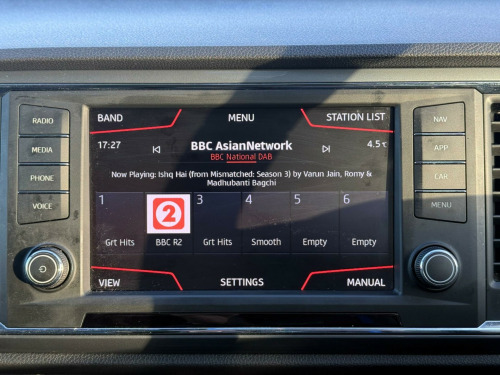 BAND MENU STATION LIST
RADIO
MEDIA
PHONE
VOICE
17:27 BBC AsianNetwork 4.5°C
BBC National DAB
Now Playing: Ishq Hai (from Mismatched: Season 3) by Varun Jain, Romy &
Madhubanti Bagchi
1 2 3 4 5 6
Grt Hits BBC R2 Grt Hits Smooth Empty Empty
VIEW SETTINGS MANUAL
NAV
APP
CAR
MENU